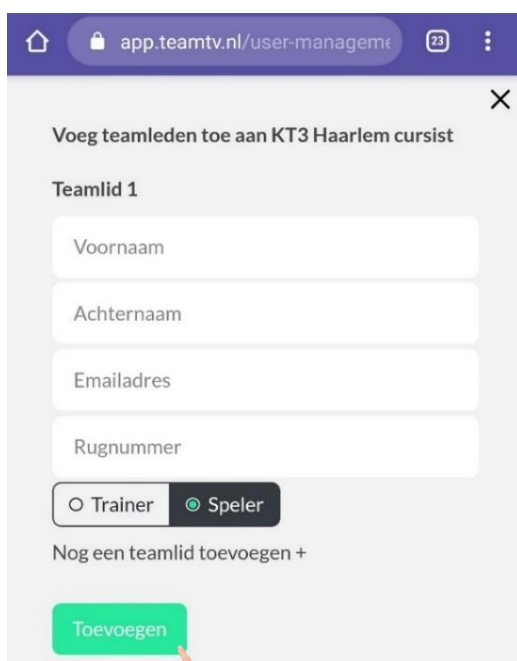 app.teamtv.nl/user-manageme
23
Voeg teamleden toe aan KT3 Haarlem cursist
Teamlid 1
Voornaam
Achternaam
Emailadres
Rugnummer
Trainer Speler
Nog een teamlid toevoegen +
Toevoegen